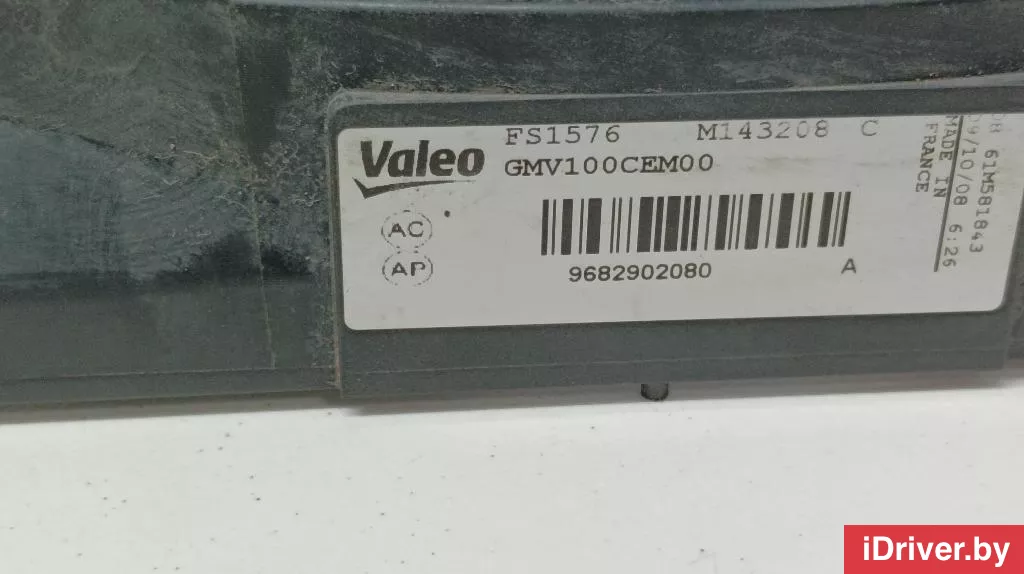 Valeo
FS1576 M143208 C
GMV100CEM00
AC
AP
9682902080 A
61M581843
09/10/08 6:26
MADE IN
FRANCE
iDriver.by